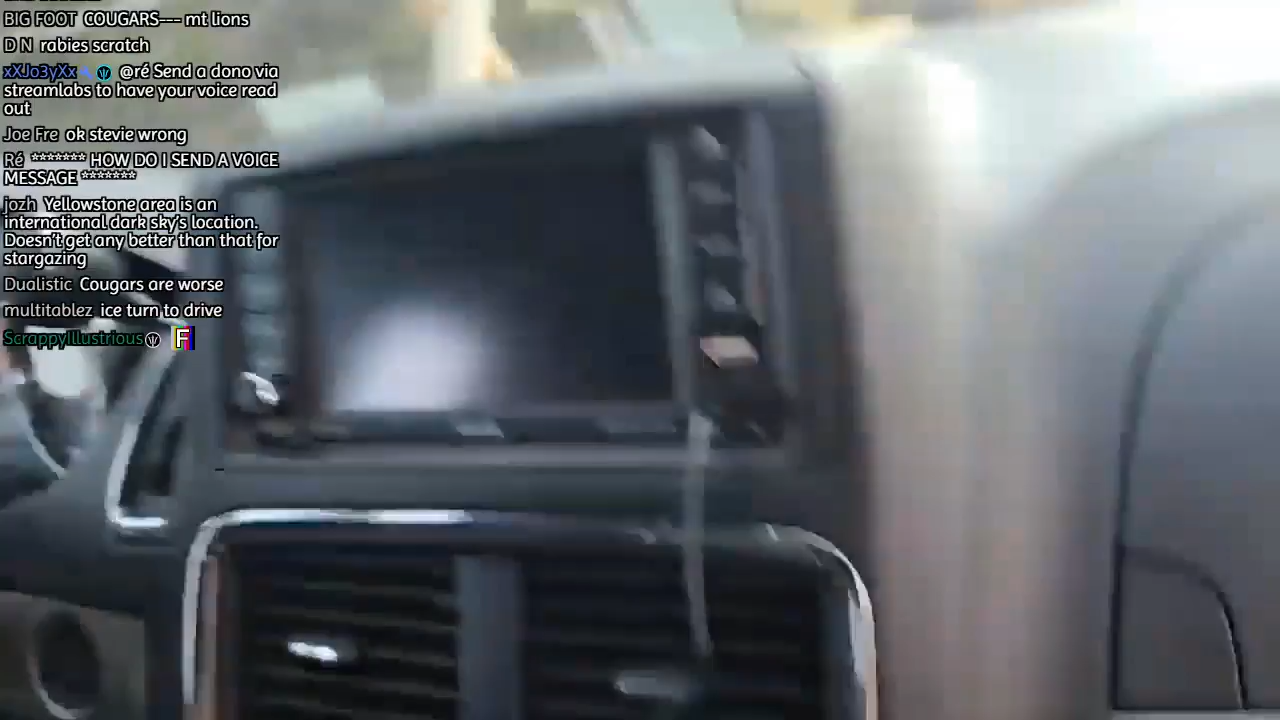 BIG FOOT COUGARS--- mt lions
D N rabies scratch
xXJo3yXx @ré Send a dono via
streamlabs to have your voice read
out
Joe Fre ok stevie wrong
Ré ******* HOW DO I SEND A VOICE
MESSAGE *******
jozh Yellowstone area is an
international dark sky's location.
Doesn't get any better than that for
stargazing
Dualistic Cougars are worse
multitablez ice turn to drive
ScrappyIllustrious F